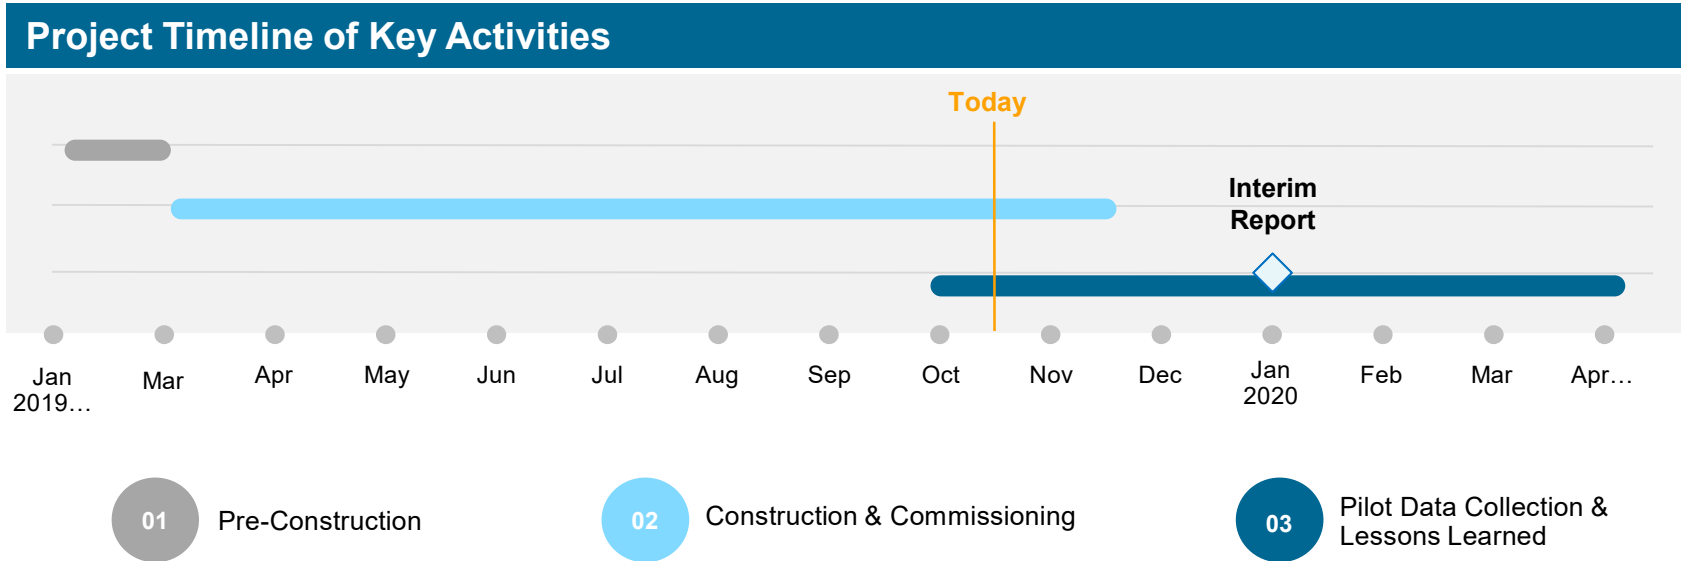 Project Timeline of Key Activities
Today
Interim
Report
Jan
2019…
Mar
Apr
May
Jun
Jul
Aug
Sep
Oct
Nov
Dec
Jan
2020
Feb
Mar
Apr…
01
Pre-Construction
02
Construction & Commissioning
03
Pilot Data Collection &
Lessons Learned